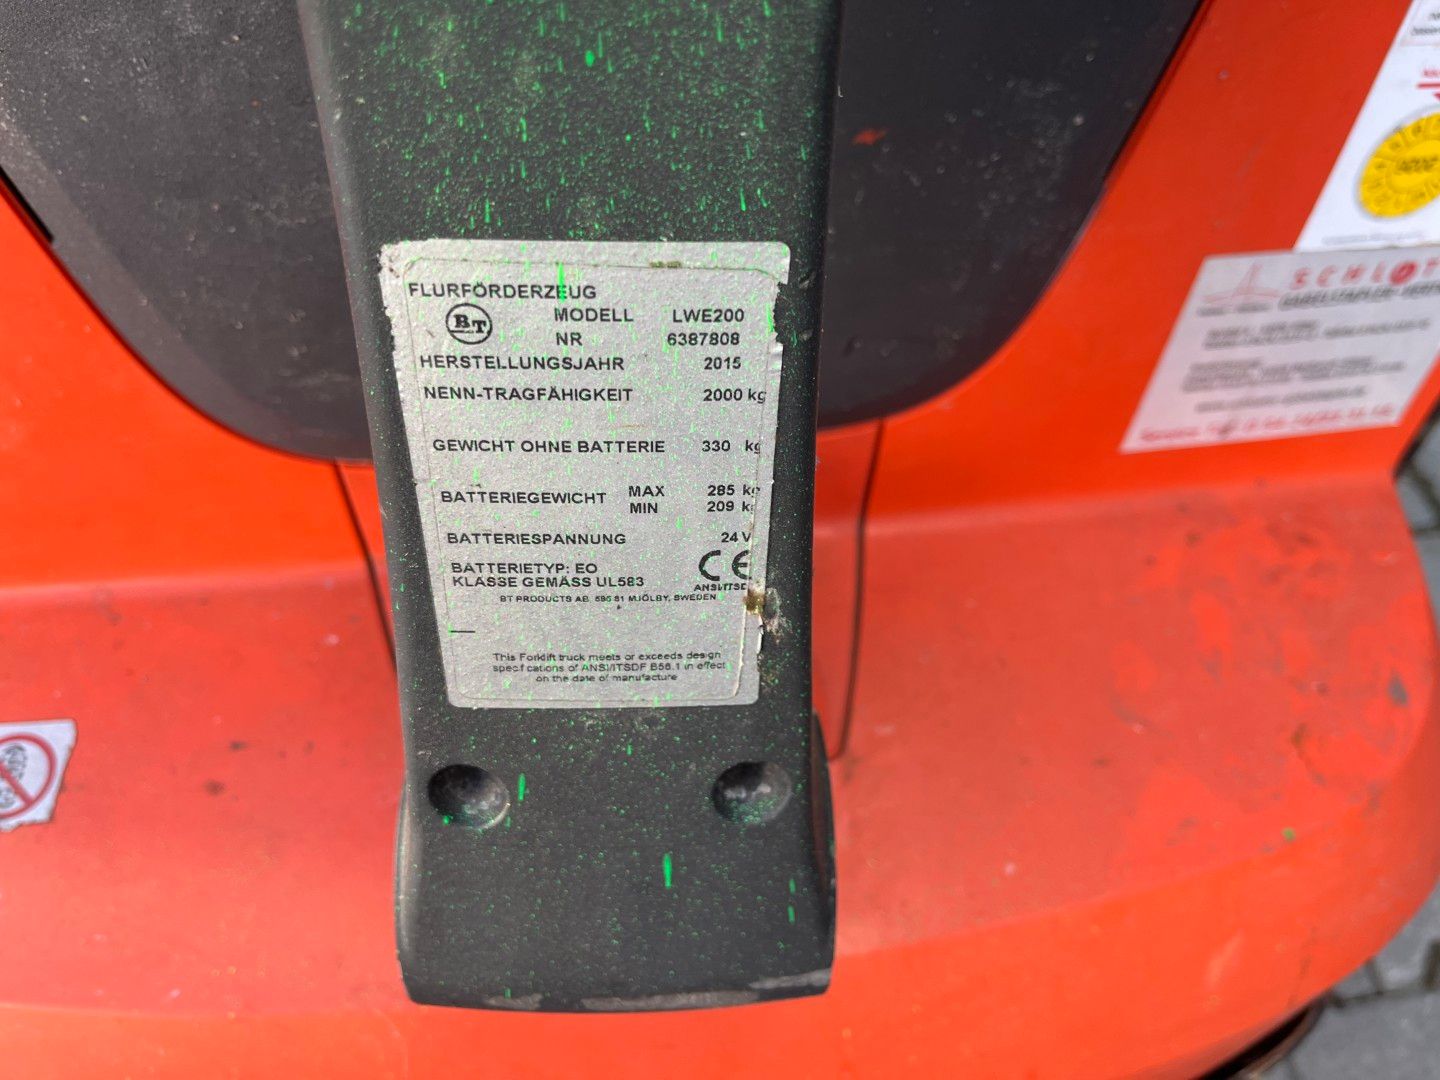 FLURFÖRDERZEUG
BT
MODELL LWE200
NR 6387808
HERSTELLUNGSJAHR 2015
NENN-TRAGFÄHIGKEIT 2000 kg
GEWICHT OHNE BATTERIE 330 kg
BATTERIEGEWICHT MAX 285 kg
MIN 209 kg
BATTERIESPANNUNG 24 V
BATTERIETYP: EO
KLASSE GEMÄSS UL583
CE
BT PRODUCTS AB MJÖLBY, SWEDEN
This Forklift truck meets or exceeds design
specifications of ANSI/ITSDF B56.1 in effect
on the date of manufacture
SCHLOT